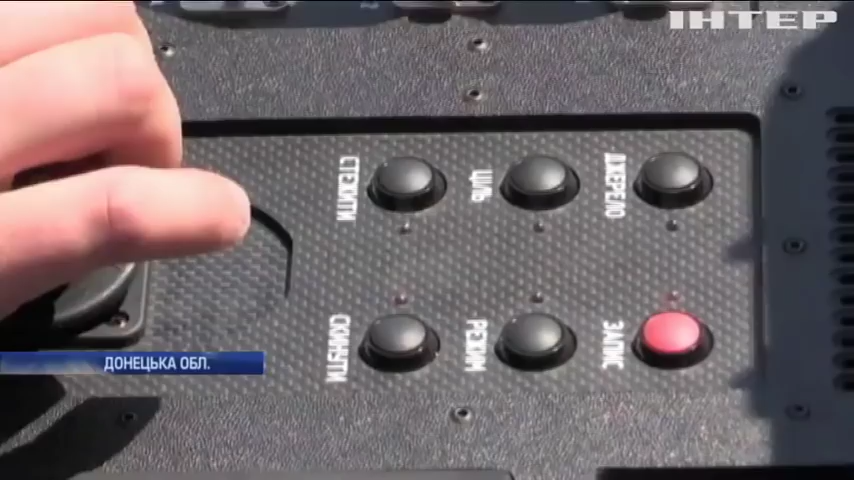 ІНТЕР
СТЕЖИТИ
ЦІЛЬ
ДЖЕРЕЛО
СКИНУТИ
РЕЖИМ
ЗАПИС
ДОНЕЦЬКА ОБЛ.